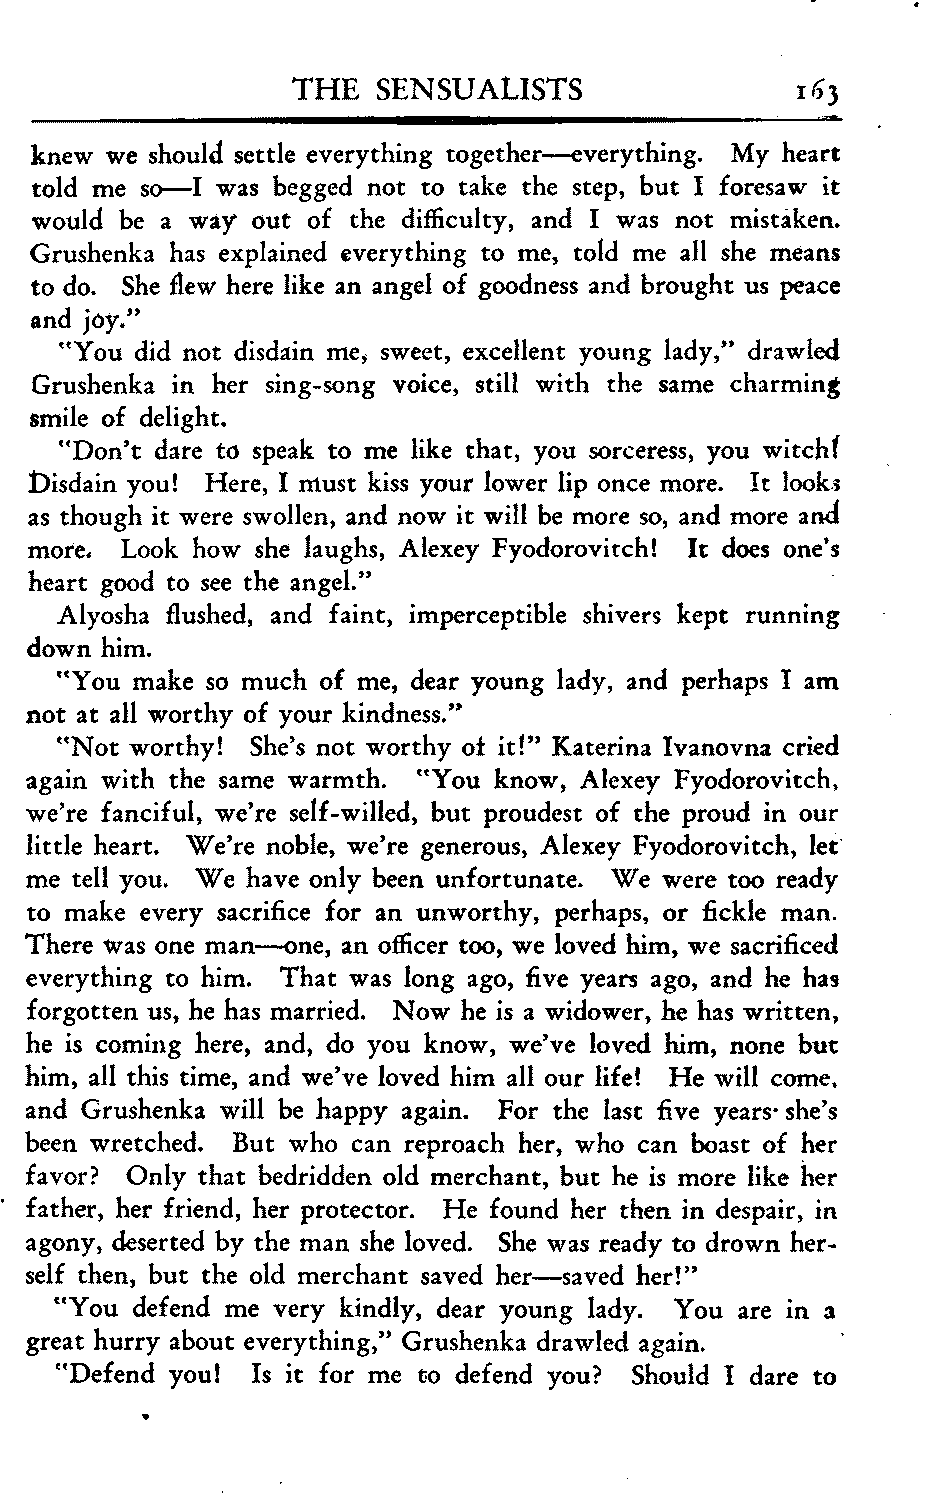 THE SENSUALISTS 163
knew we should settle everything together—everything. My heart
told me so—I was begged not to take the step, but I foresaw it
would be a way out of the difficulty, and I was not mistaken.
Grushenka has explained everything to me, told me all she means
to do. She flew here like an angel of goodness and brought us peace
and joy."
"You did not disdain me, sweet, excellent young lady," drawled
Grushenka in her sing-song voice, still with the same charming
smile of delight.
"Don't dare to speak to me like that, you sorceress, you witch!
Disdain you! Here, I must kiss your lower lip once more. It looks
as though it were swollen, and now it will be more so, and more and
more. Look how she laughs, Alexey Fyodorovitch! It does one's
heart good to see the angel."
Alyosha flushed, and faint, imperceptible shivers kept running
down him.
"You make so much of me, dear young lady, and perhaps I am
not at all worthy of your kindness."
"Not worthy! She's not worthy of it!" Katerina Ivanovna cried
again with the same warmth. "You know, Alexey Fyodorovitch,
we're fanciful, we're self-willed, but proudest of the proud in our
little heart. We're noble, we're generous, Alexey Fyodorovitch, let
me tell you. We have only been unfortunate. We were too ready
to make every sacrifice for an unworthy, perhaps, or fickle man.
There was one man—one, an officer too, we loved him, we sacrificed
everything to him. That was long ago, five years ago, and he has
forgotten us, he has married. Now he is a widower, he has written,
he is coming here, and, do you know, we've loved him, none but
him, all this time, and we've loved him all our life! He will come,
and Grushenka will be happy again. For the last five years she's
been wretched. But who can reproach her, who can boast of her
favor? Only that bedridden old merchant, but he is more like her
father, her friend, her protector. He found her then in despair, in
agony, deserted by the man she loved. She was ready to drown her-
self then, but the old merchant saved her—saved her!"
"You defend me very kindly, dear young lady. You are in a
great hurry about everything," Grushenka drawled again.
"Defend you! Is it for me to defend you? Should I dare to